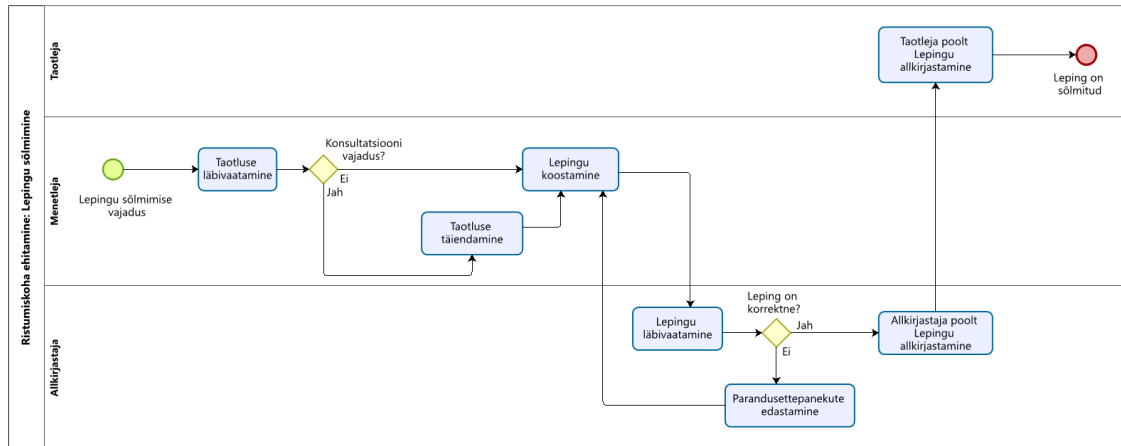 Ristumiskoha ehitamine: Lepingu sõlmimine
Taotleja
Taotleja poolt
Lepingu
allkirjastamine
Leping on
sõlmitud
Menetleja
Lepingu sõlmimise
vajadus
Taotluse
läbivaatamine
Konsultatsiooni
vajadus?
Ei
Jah
Taotluse
täiendamine
Lepingu
koostamine
Allkirjastaja
Lepingu
läbivaatamine
Leping on
korrektne?
Jah
Ei
Parandusettepanekute
edastamine
Allkirjastaja poolt
Lepingu
allkirjastamine